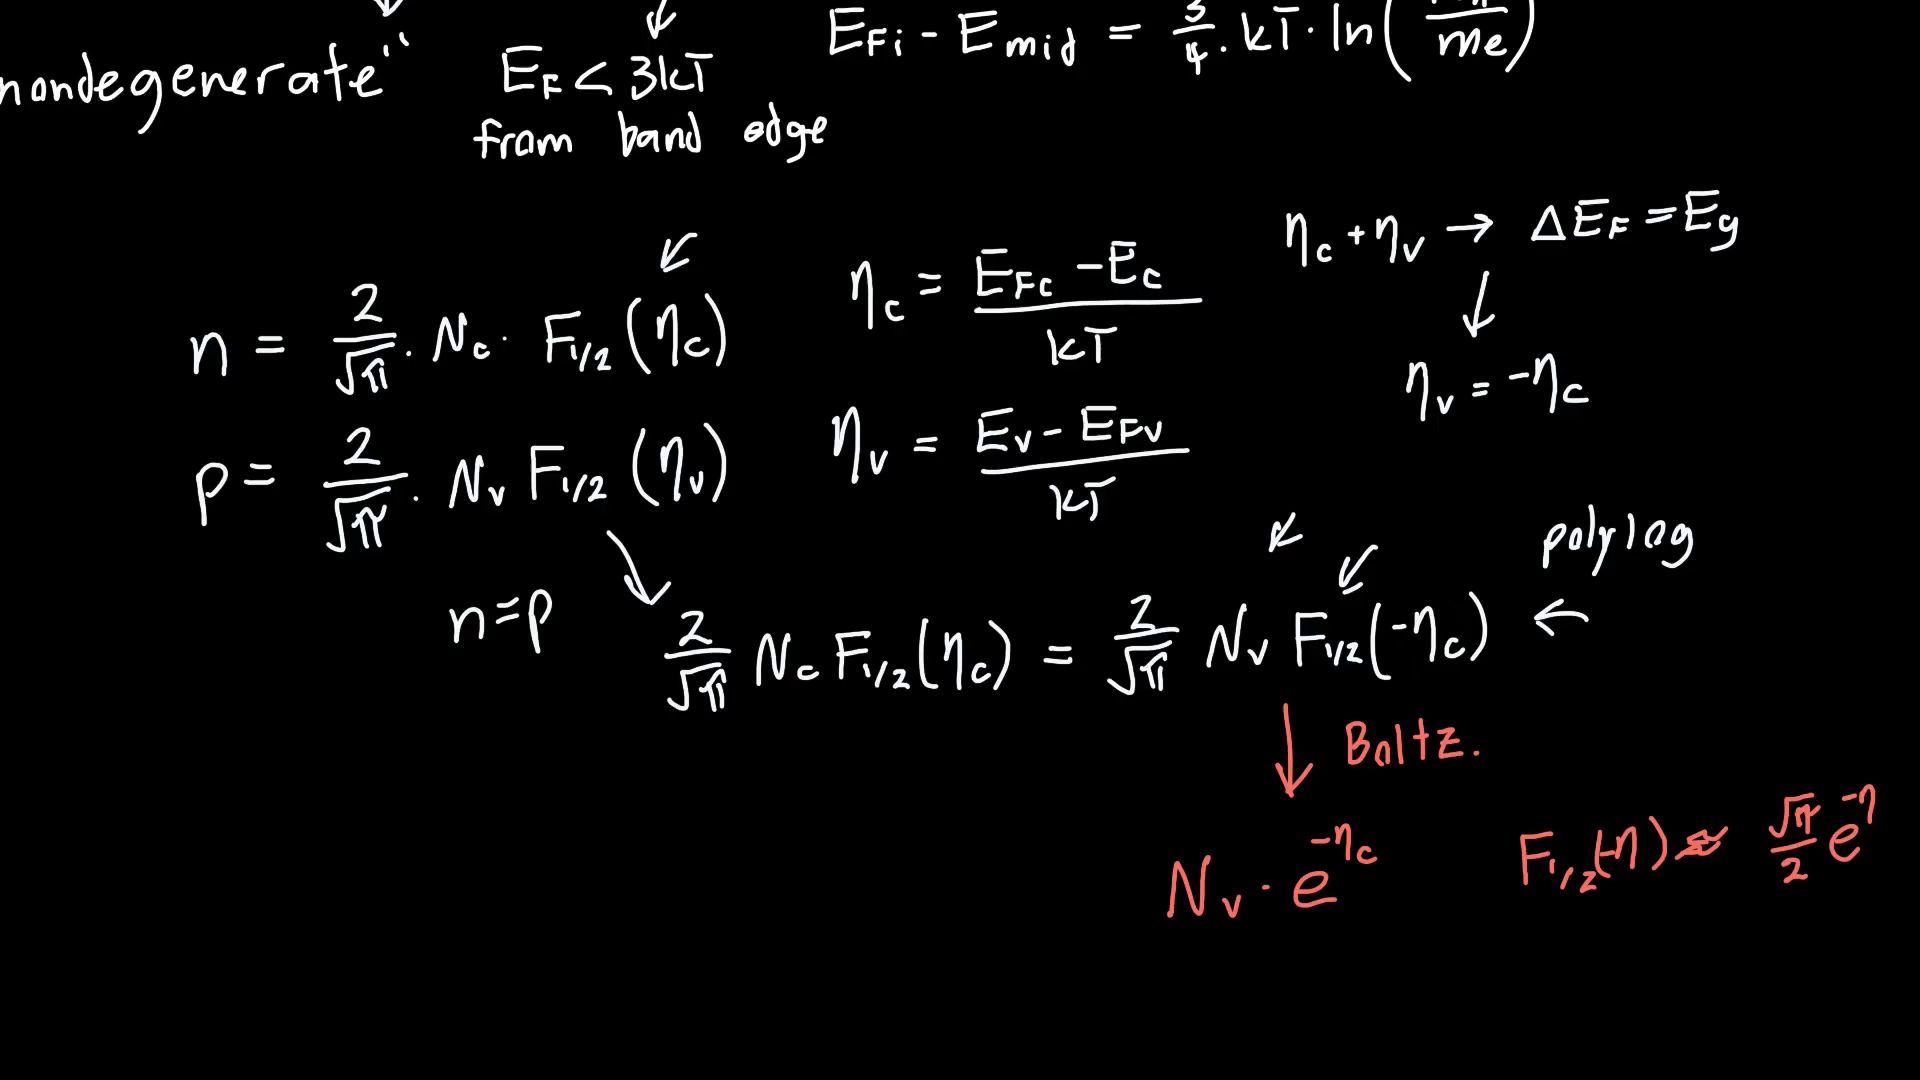 E_Fi - E_mid = 3/4 · kT · ln( /me)
nondegenerate" E_F < 3kT
from band edge
η_c + η_v → ΔE_F = E_g
n = 2/√π · N_c · F_1/2 (η_c) η_c = (E_Fc - E_c)/kT
η_v = -η_c
p = 2/√π · N_v F_1/2 (η_v) η_v = (E_v - E_Fv)/kT
polylog
n = p 2/√π N_c F_1/2 (η_c) = 2/√π N_v F_1/2 (-η_c) ←
Boltz.
N_v · e^-η_c F_1/2 (-η) ≈ √π/2 e^-η